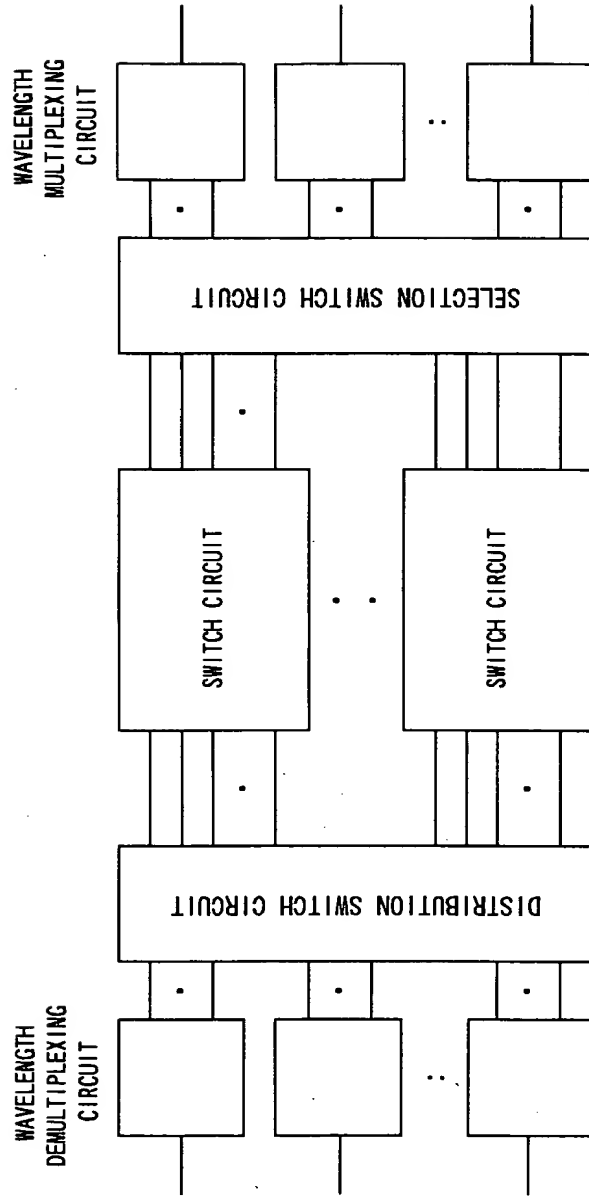 WAVELENGTH
DEMULTIPLEXING
CIRCUIT
DISTRIBUTION SWITCH CIRCUIT
SWITCH CIRCUIT
SWITCH CIRCUIT
SELECTION SWITCH CIRCUIT
WAVELENGTH
MULTIPLEXING
CIRCUIT